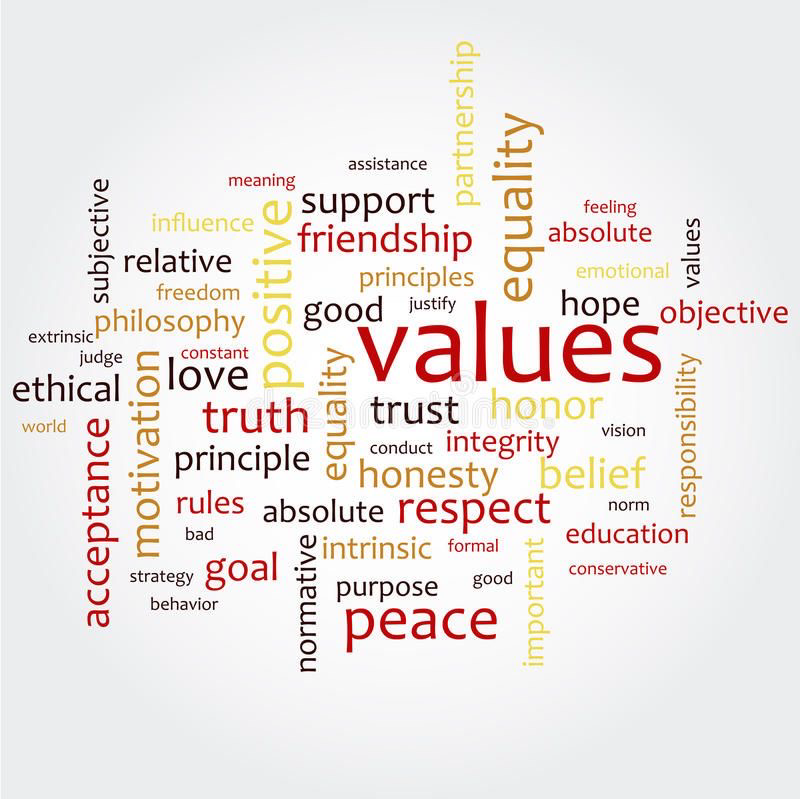 partnership
assistance
equality
meaning
support
subjective
influence
positive
friendship
feeling
absolute
values
relative
principles
emotional
freedom
good
justify
hope
objective
philosophy
values
extrinsic
judge
constant
ethical
motivation
love
equality
trust
honor
responsibility
world
truth
acceptance
principle
conduct
integrity
vision
honesty
belief
rules
absolute
respect
norm
bad
normative
intrinsic
formal
important
education
strategy
goal
purpose
good
conservative
behavior
peace